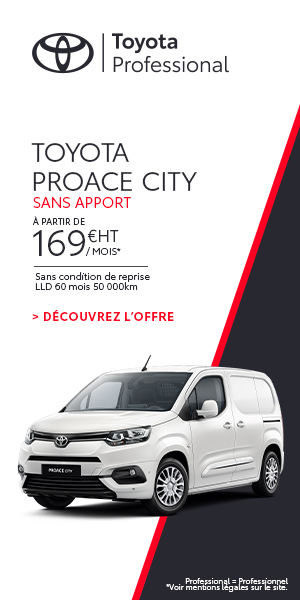 Toyota
Professional
TOYOTA
PROACE CITY
SANS APPORT
À PARTIR DE
169€HT
/ MOIS*
Sans condition de reprise
LLD 60 mois 50 000km
> DÉCOUVREZ L'OFFRE
PROACE CITY
Professional = Professionnel
*Voir mentions légales sur le site.